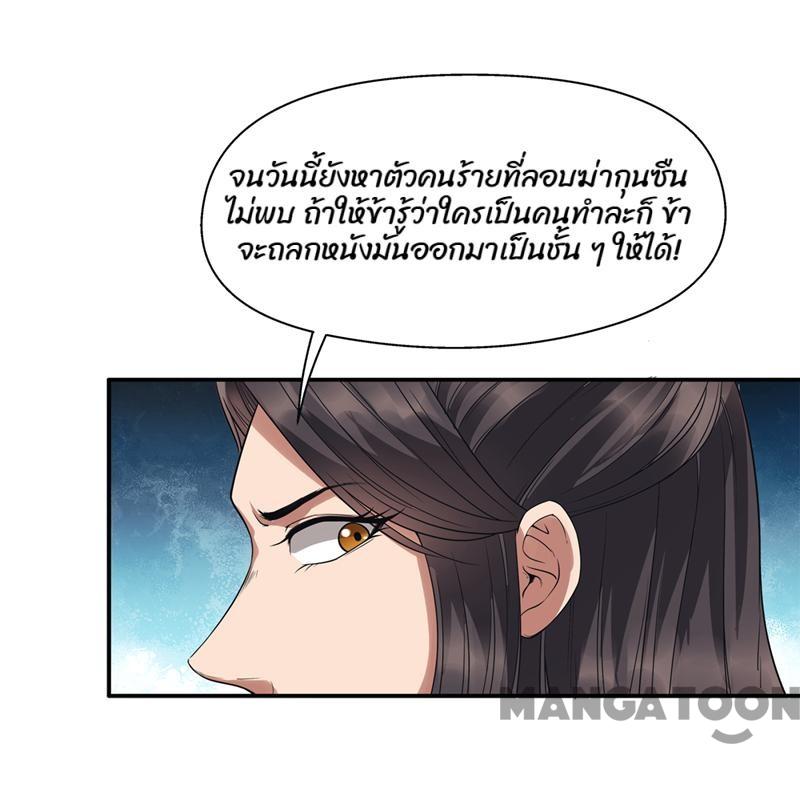 จนวันนี้ยังหาตัวคนร้ายที่ลอบฆ่ากุนซืน
ไม่พบ ถ้าให้ข้ารู้ว่าใครเป็นคนทำละก็ ข้า
จะถลกหนังมันออกมาเป็นชั้น ๆ ให้ได้!
MANGATOON